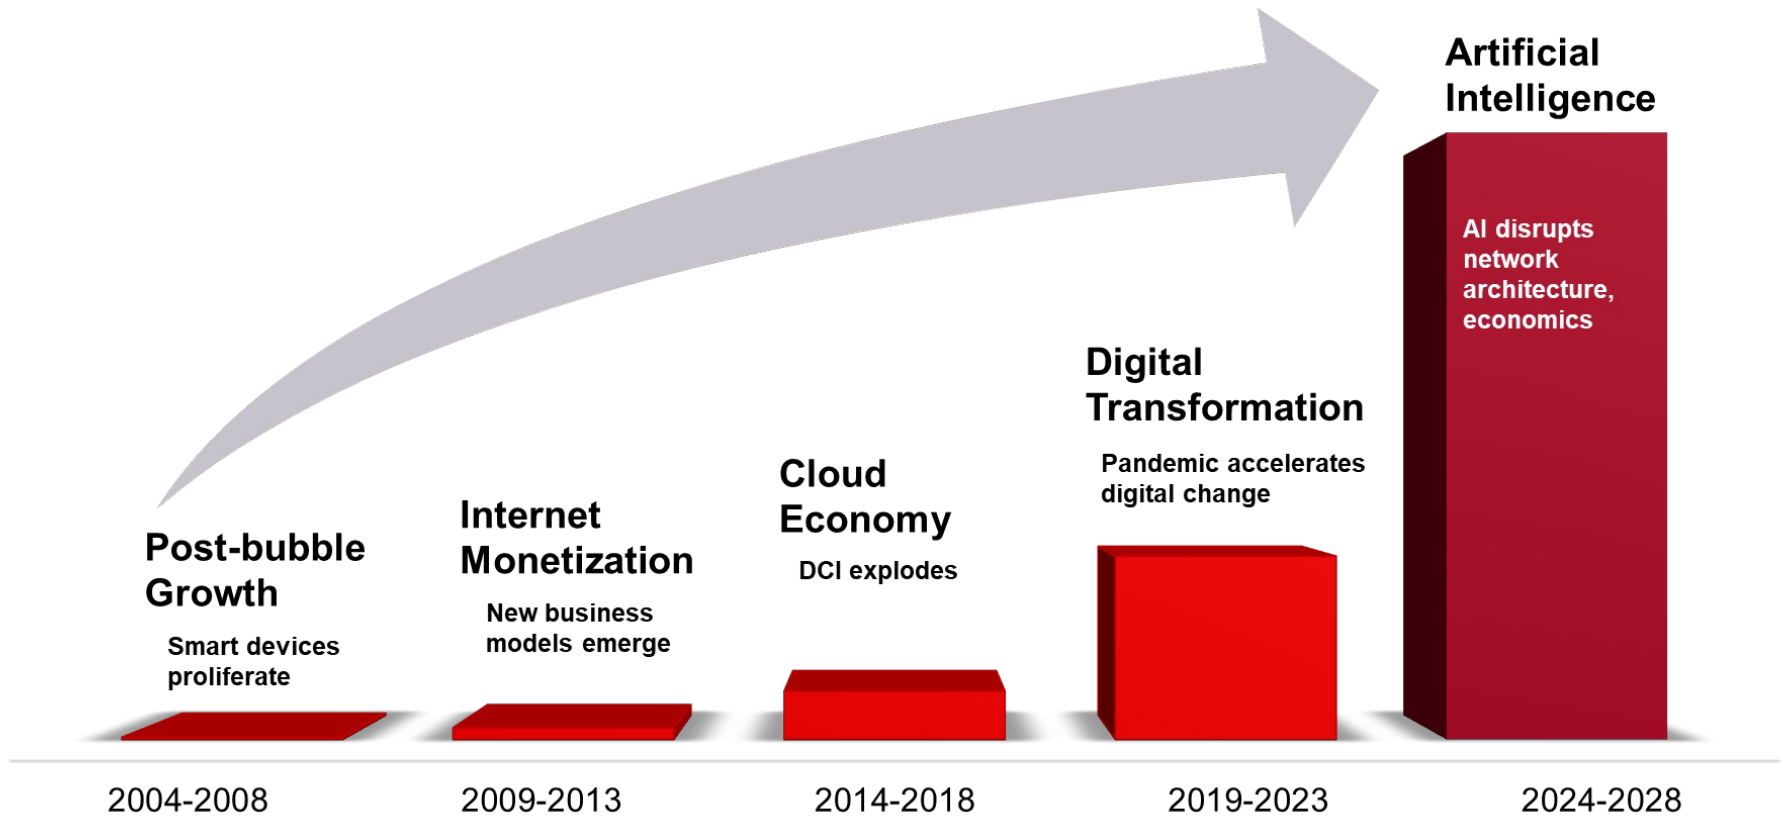 Artificial
Intelligence
AI disrupts
network
architecture,
economics
Digital
Transformation
Pandemic accelerates
digital change
Cloud
Economy
DCI explodes
Internet
Monetization
New business
models emerge
Post-bubble
Growth
Smart devices
proliferate
2004-2008
2009-2013
2014-2018
2019-2023
2024-2028